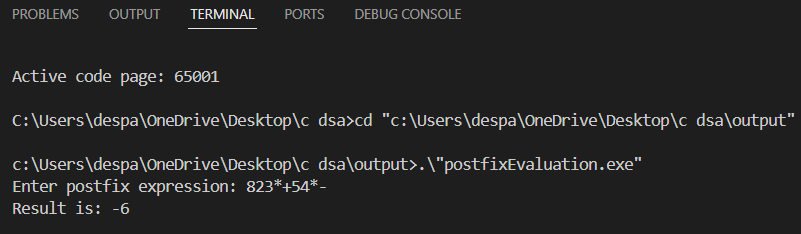 PROBLEMS OUTPUT TERMINAL PORTS DEBUG CONSOLE
Active code page: 65001
C:\Users\despa\OneDrive\Desktop\c dsa>cd "c:\Users\despa\OneDrive\Desktop\c dsa\output"
c:\Users\despa\OneDrive\Desktop\c dsa\output>.\"postfixEvaluation.exe"
Enter postfix expression: 823*+54*-
Result is: -6